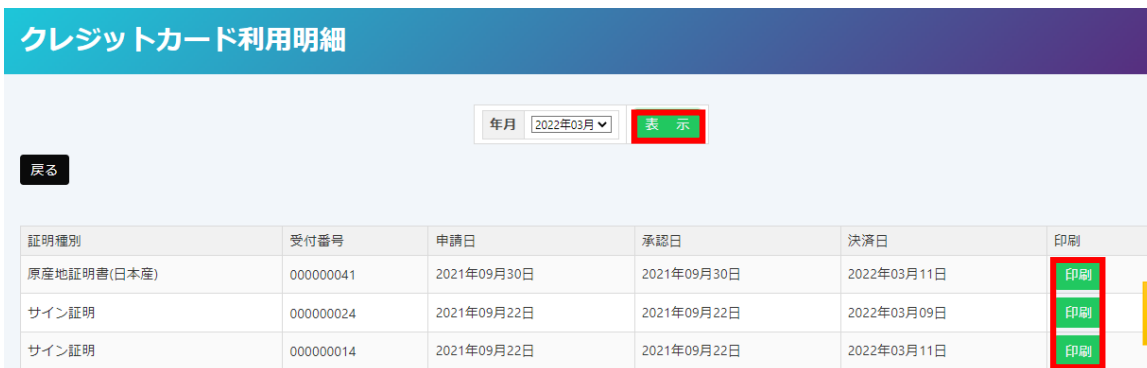 クレジットカード利用明細
年月 2022年03月 表 示
戻る
証明種別 受付番号 申請日 承認日 決済日 印刷
原産地証明書(日本産) 000000041 2021年09月30日 2021年09月30日 2022年03月11日 印刷
サイン証明 000000024 2021年09月22日 2021年09月22日 2022年03月09日 印刷
サイン証明 000000014 2021年09月22日 2021年09月22日 2022年03月11日 印刷